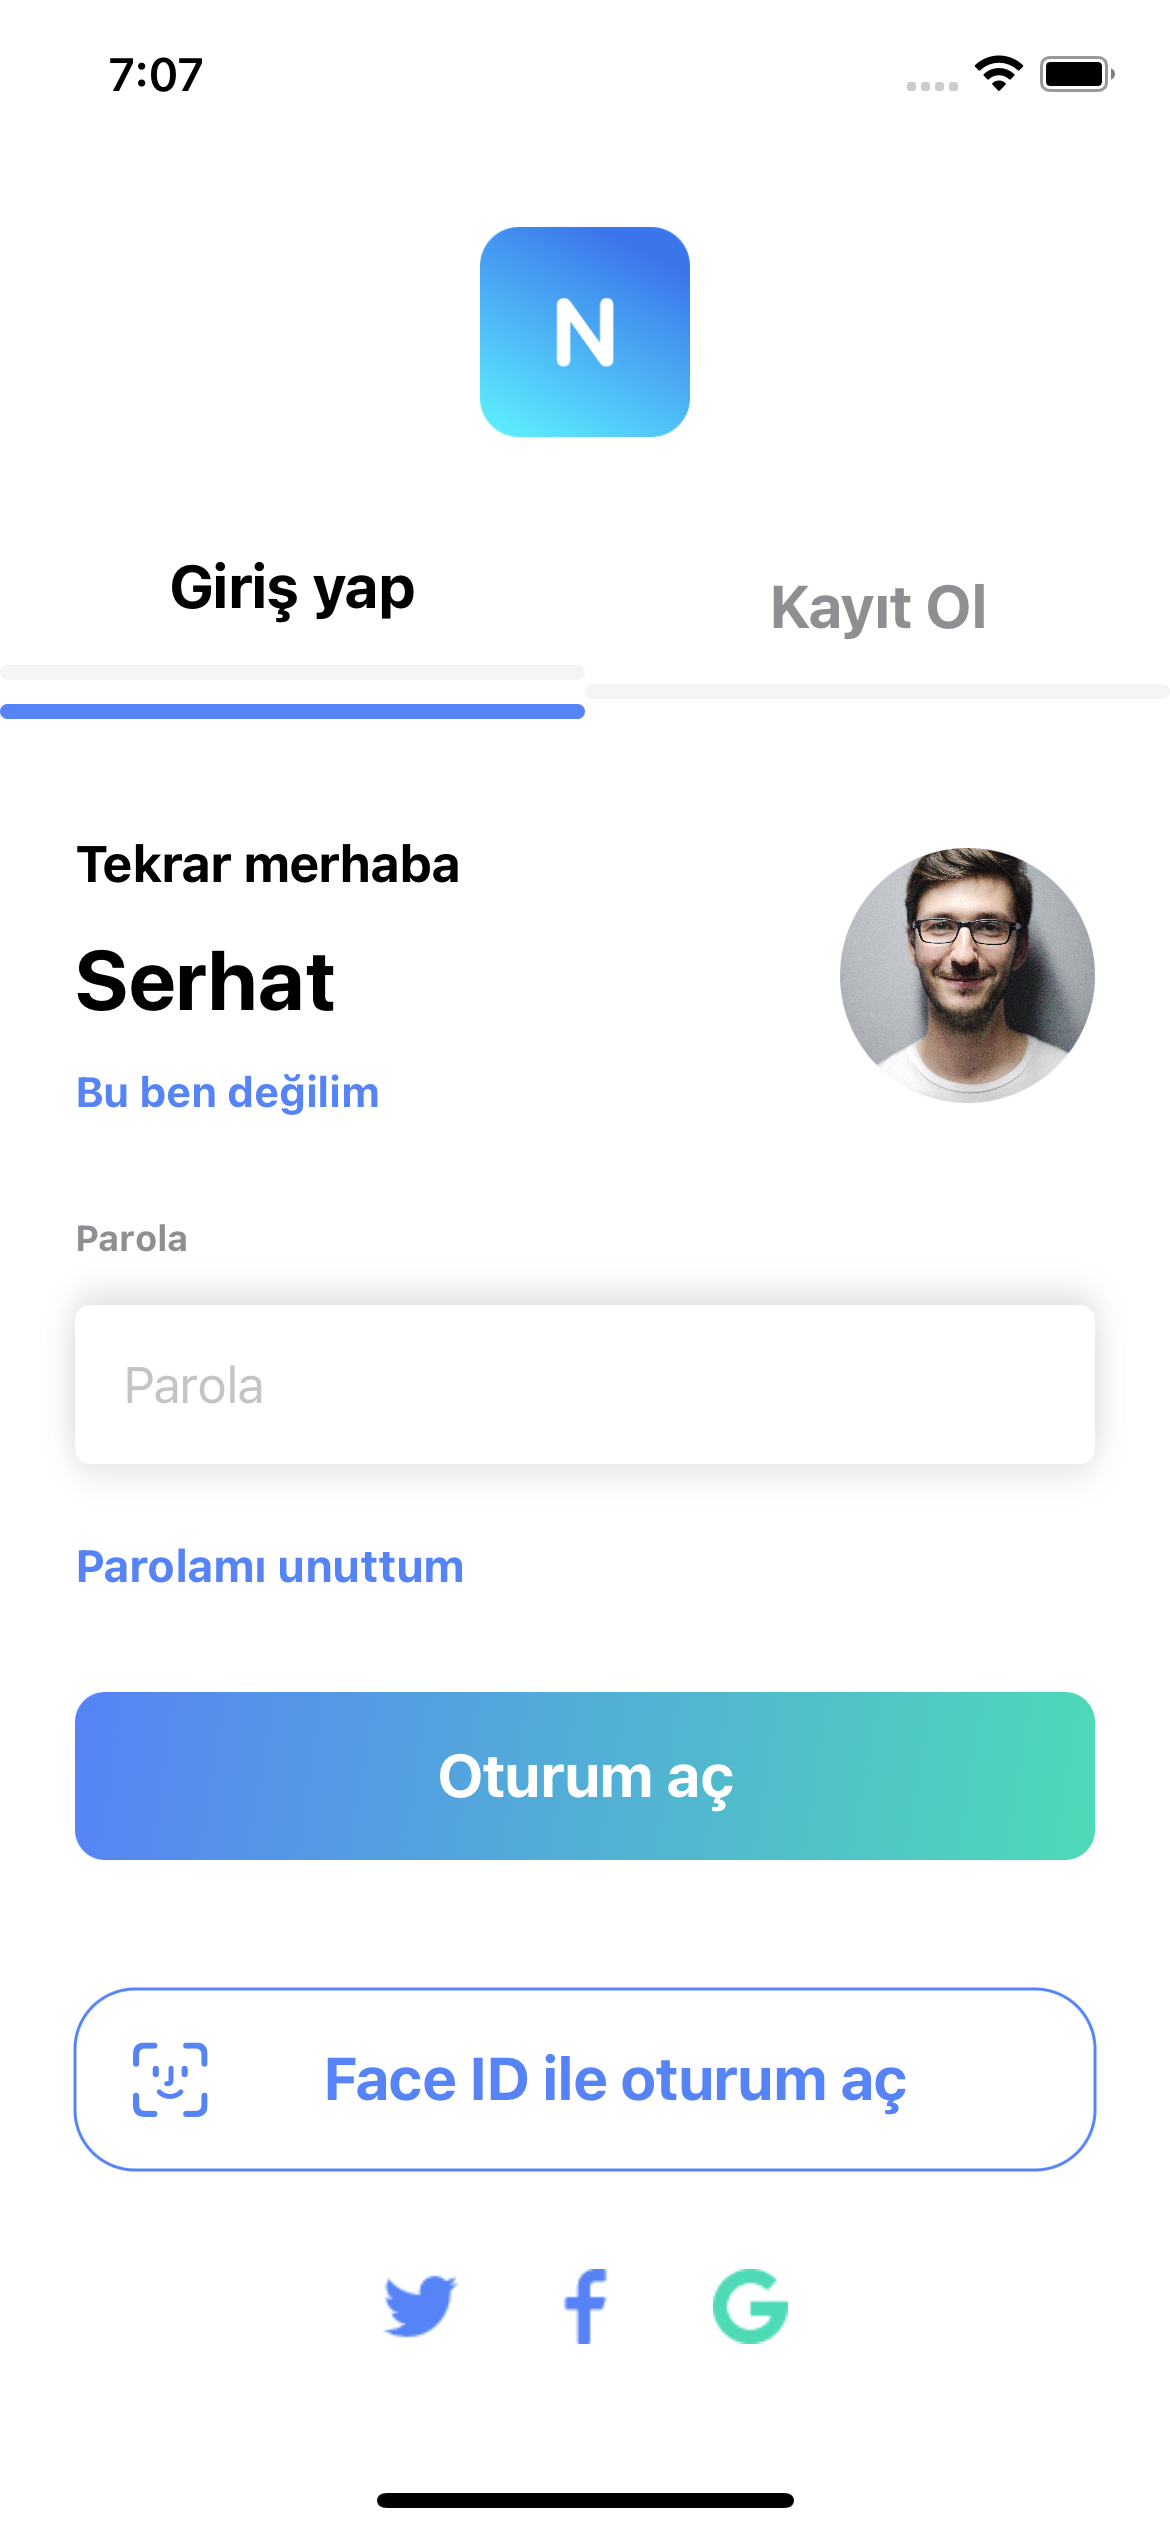 7:07
N
Giriş yap
Kayıt Ol
Tekrar merhaba
Serhat
Bu ben değilim
Parola
Parola
Parolamı unuttum
Oturum aç
Face ID ile oturum aç